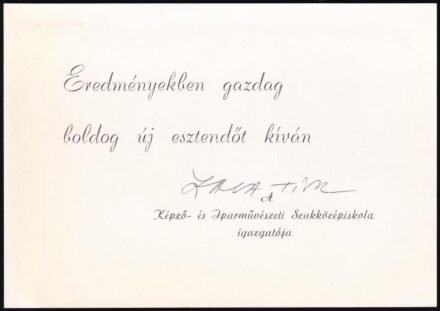 Eredményekben gazdag
boldog új esztendőt kíván
A
Képző- és Iparművészeti Szakközépiskola
igazgatója